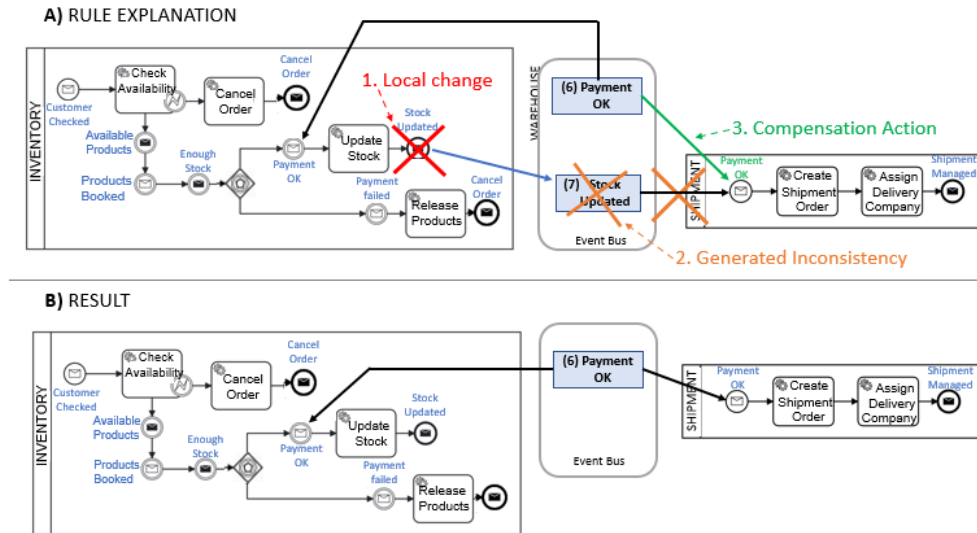 A) RULE EXPLANATION
INVENTORY
Customer
Checked
Check
Availability
Cancel
Order
Cancel
Order
Available
Products
Products
Booked
Enough
Stock
Payment
OK
Update
Stock
Stock
Updated
Payment
failed
Release
Products
Cancel
Order
1. Local change
WAREHOUSE
(6) Payment
OK
(7) Stock
Updated
Event Bus
2. Generated Inconsistency
3. Compensation Action
SHIPMENT
Payment
OK
Create
Shipment
Order
Assign
Delivery
Company
Shipment
Managed
B) RESULT
INVENTORY
Customer
Checked
Check
Availability
Cancel
Order
Cancel
Order
Available
Products
Products
Booked
Enough
Stock
Payment
OK
Update
Stock
Stock
Updated
Payment
failed
Release
Products
(6) Payment
OK
Event Bus
SHIPMENT
Payment
OK
Create
Shipment
Order
Assign
Delivery
Company
Shipment
Managed